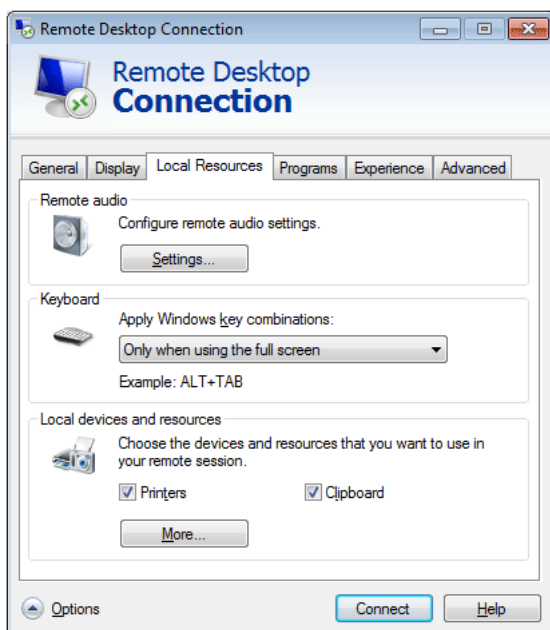 Remote Desktop Connection
Remote Desktop
Connection
General Display Local Resources Programs Experience Advanced
Remote audio
Configure remote audio settings.
Settings...
Keyboard
Apply Windows key combinations:
Only when using the full screen
Example: ALT+TAB
Local devices and resources
Choose the devices and resources that you want to use in
your remote session.
Printers Clipboard
More...
Options Connect Help